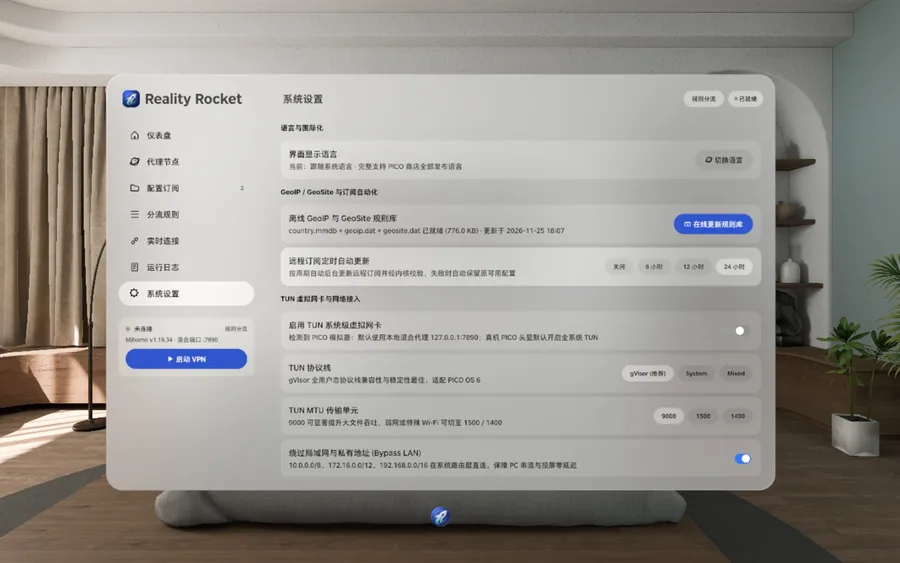 Reality Rocket
仪表盘
代理节点
配置订阅
2
分流规则
实时连接
运行日志
系统设置
未连接
规则分流
Mihomo v1.19.34 · 混合端口 :7890
启动 VPN
系统设置
规则分流
已就绪
语言与国际化
界面显示语言
当前：跟随系统语言 · 完整支持 PICO 商店全部发布语言
切换语言
GeoIP / GeoSite 与订阅自动化
离线 GeoIP 与 GeoSite 规则库
country.mmdb + geoip.dat + geosite.dat 已就绪 (776.0 KB) · 更新于 2026-11-25 18:07
在线更新规则库
远程订阅定时自动更新
按周期自动后台更新远程订阅并经内核校验，失败时自动保留原可用配置
关闭
6 小时
12 小时
24 小时
TUN 虚拟网卡与网络接入
启用 TUN 系统级虚拟网卡
检测到 PICO 模拟器：默认使用本地混合代理 127.0.0.1:7890；真机 PICO 头显默认开启全系统 TUN
TUN 协议栈
gVisor 全用户态协议栈兼容性与稳定性最佳，适配 PICO OS 6
gVisor (推荐)
System
Mixed
TUN MTU 传输单元
9000 可显著提升大文件吞吐，弱网或特殊 Wi-Fi 可切至 1500 / 1400
9000
1500
1400
绕过局域网与私有地址 (Bypass LAN)
10.0.0.0/8、172.16.0.0/12、192.168.0.0/16 在系统路由层直连，保障 PC 串流与投屏零延迟